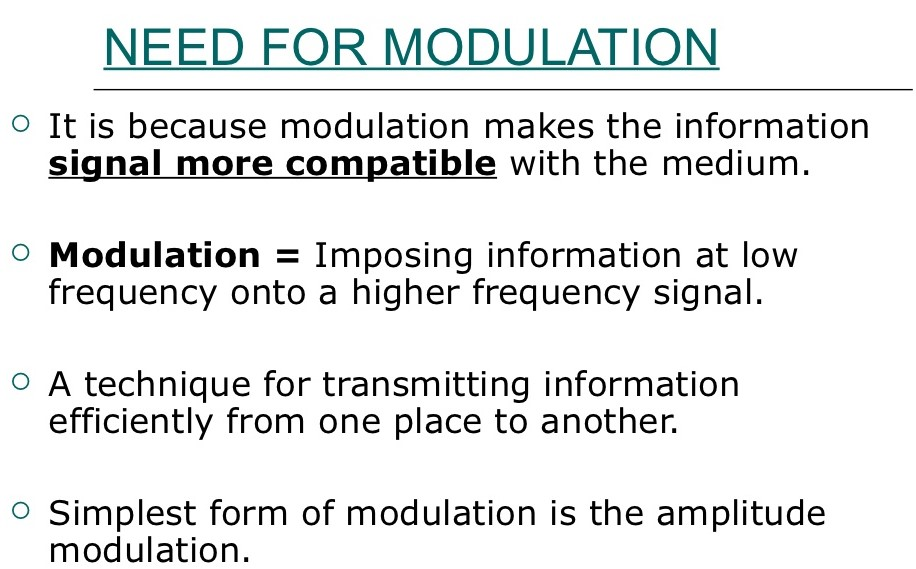 NEED FOR MODULATION
It is because modulation makes the information
signal more compatible with the medium.
Modulation = Imposing information at low
frequency onto a higher frequency signal.
A technique for transmitting information
efficiently from one place to another.
Simplest form of modulation is the amplitude
modulation.